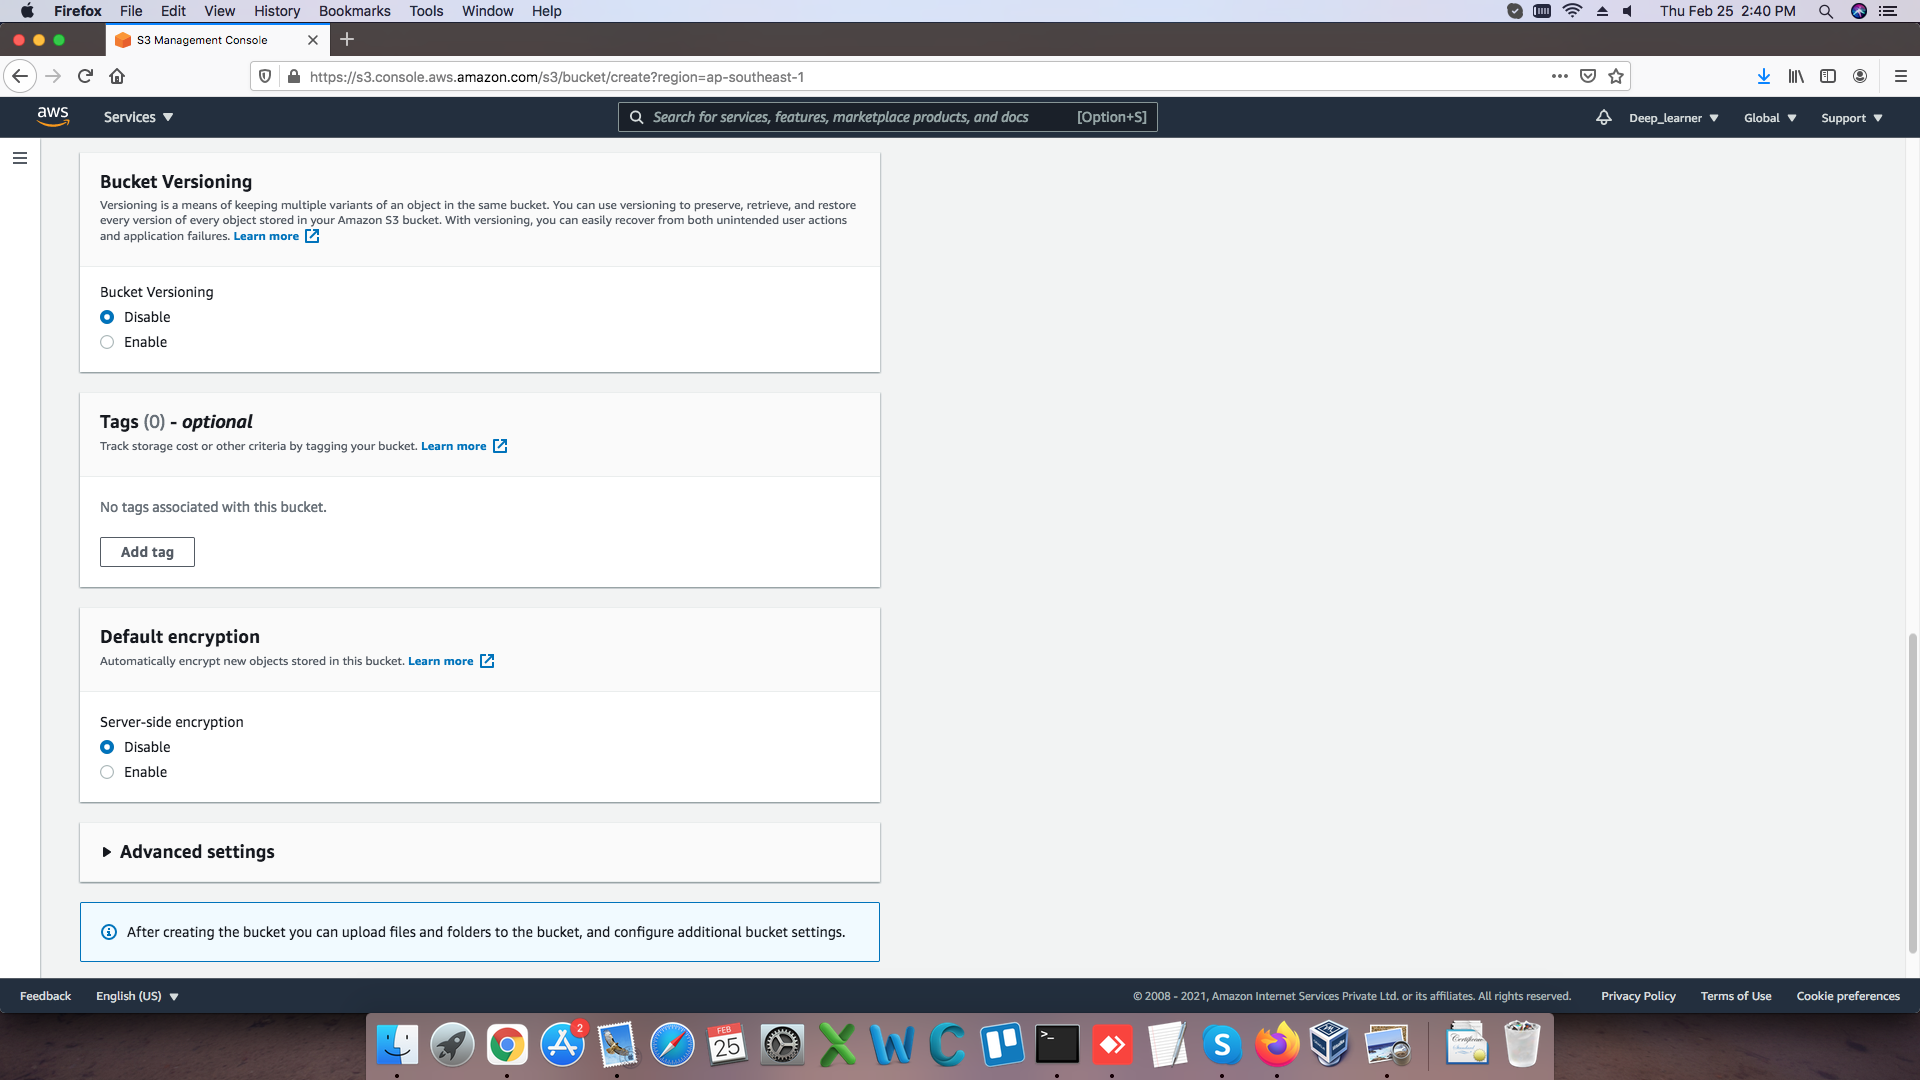 Firefox File Edit View History Bookmarks Tools Window Help Thu Feb 25 2:40 PM
S3 Management Console
https://s3.console.aws.amazon.com/s3/bucket/create?region=ap-southeast-1
aws Services Search for services, features, marketplace products, and docs [Option+S] Deep_learner Global Support
Bucket Versioning
Versioning is a means of keeping multiple variants of an object in the same bucket. You can use versioning to preserve, retrieve, and restore
every version of every object stored in your Amazon S3 bucket. With versioning, you can easily recover from both unintended user actions
and application failures. Learn more
Bucket Versioning
Disable
Enable
Tags (0) - optional
Track storage cost or other criteria by tagging your bucket. Learn more
No tags associated with this bucket.
Add tag
Default encryption
Automatically encrypt new objects stored in this bucket. Learn more
Server-side encryption
Disable
Enable
Advanced settings
After creating the bucket you can upload files and folders to the bucket, and configure additional bucket settings.
Feedback English (US) © 2008 - 2021, Amazon Internet Services Private Ltd. or its affiliates. All rights reserved. Privacy Policy Terms of Use Cookie preferences
2
FEB
25